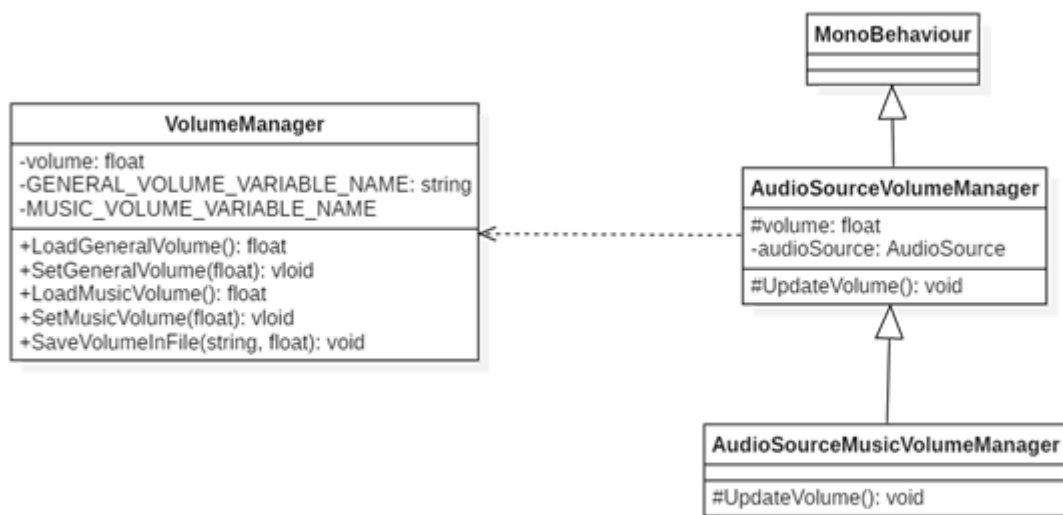 MonoBehaviour
VolumeManager
-volume: float
-GENERAL_VOLUME_VARIABLE_NAME: string
-MUSIC_VOLUME_VARIABLE_NAME
+LoadGeneralVolume(): float
+SetGeneralVolume(float): vloid
+LoadMusicVolume(): float
+SetMusicVolume(float): vloid
+SaveVolumeInFile(string, float): void
AudioSourceVolumeManager
#volume: float
-audioSource: AudioSource
#UpdateVolume(): void
AudioSourceMusicVolumeManager
#UpdateVolume(): void